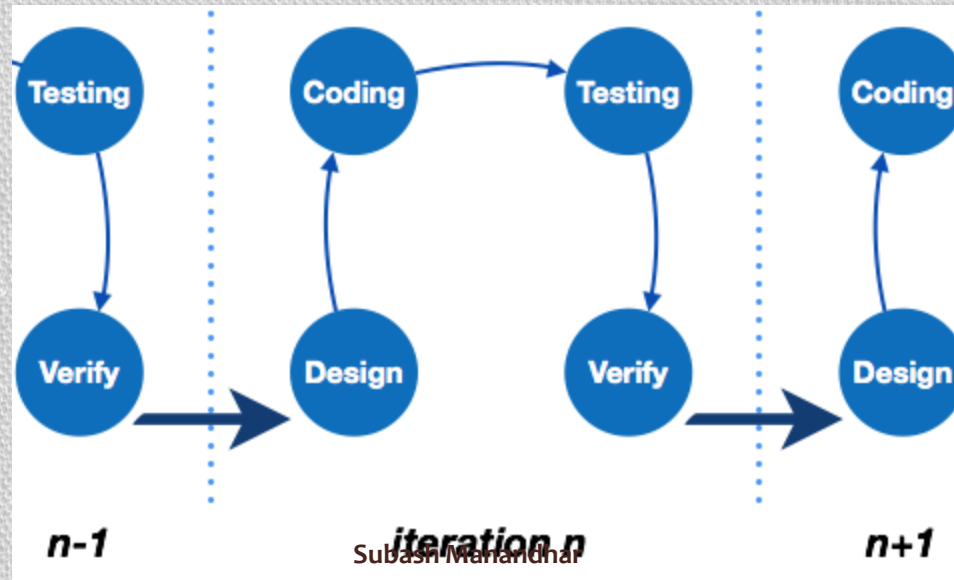 Testing
Coding
Testing
Coding
Verify
Design
Verify
Design
n-1
iteration n
n+1
Subash Manandhar